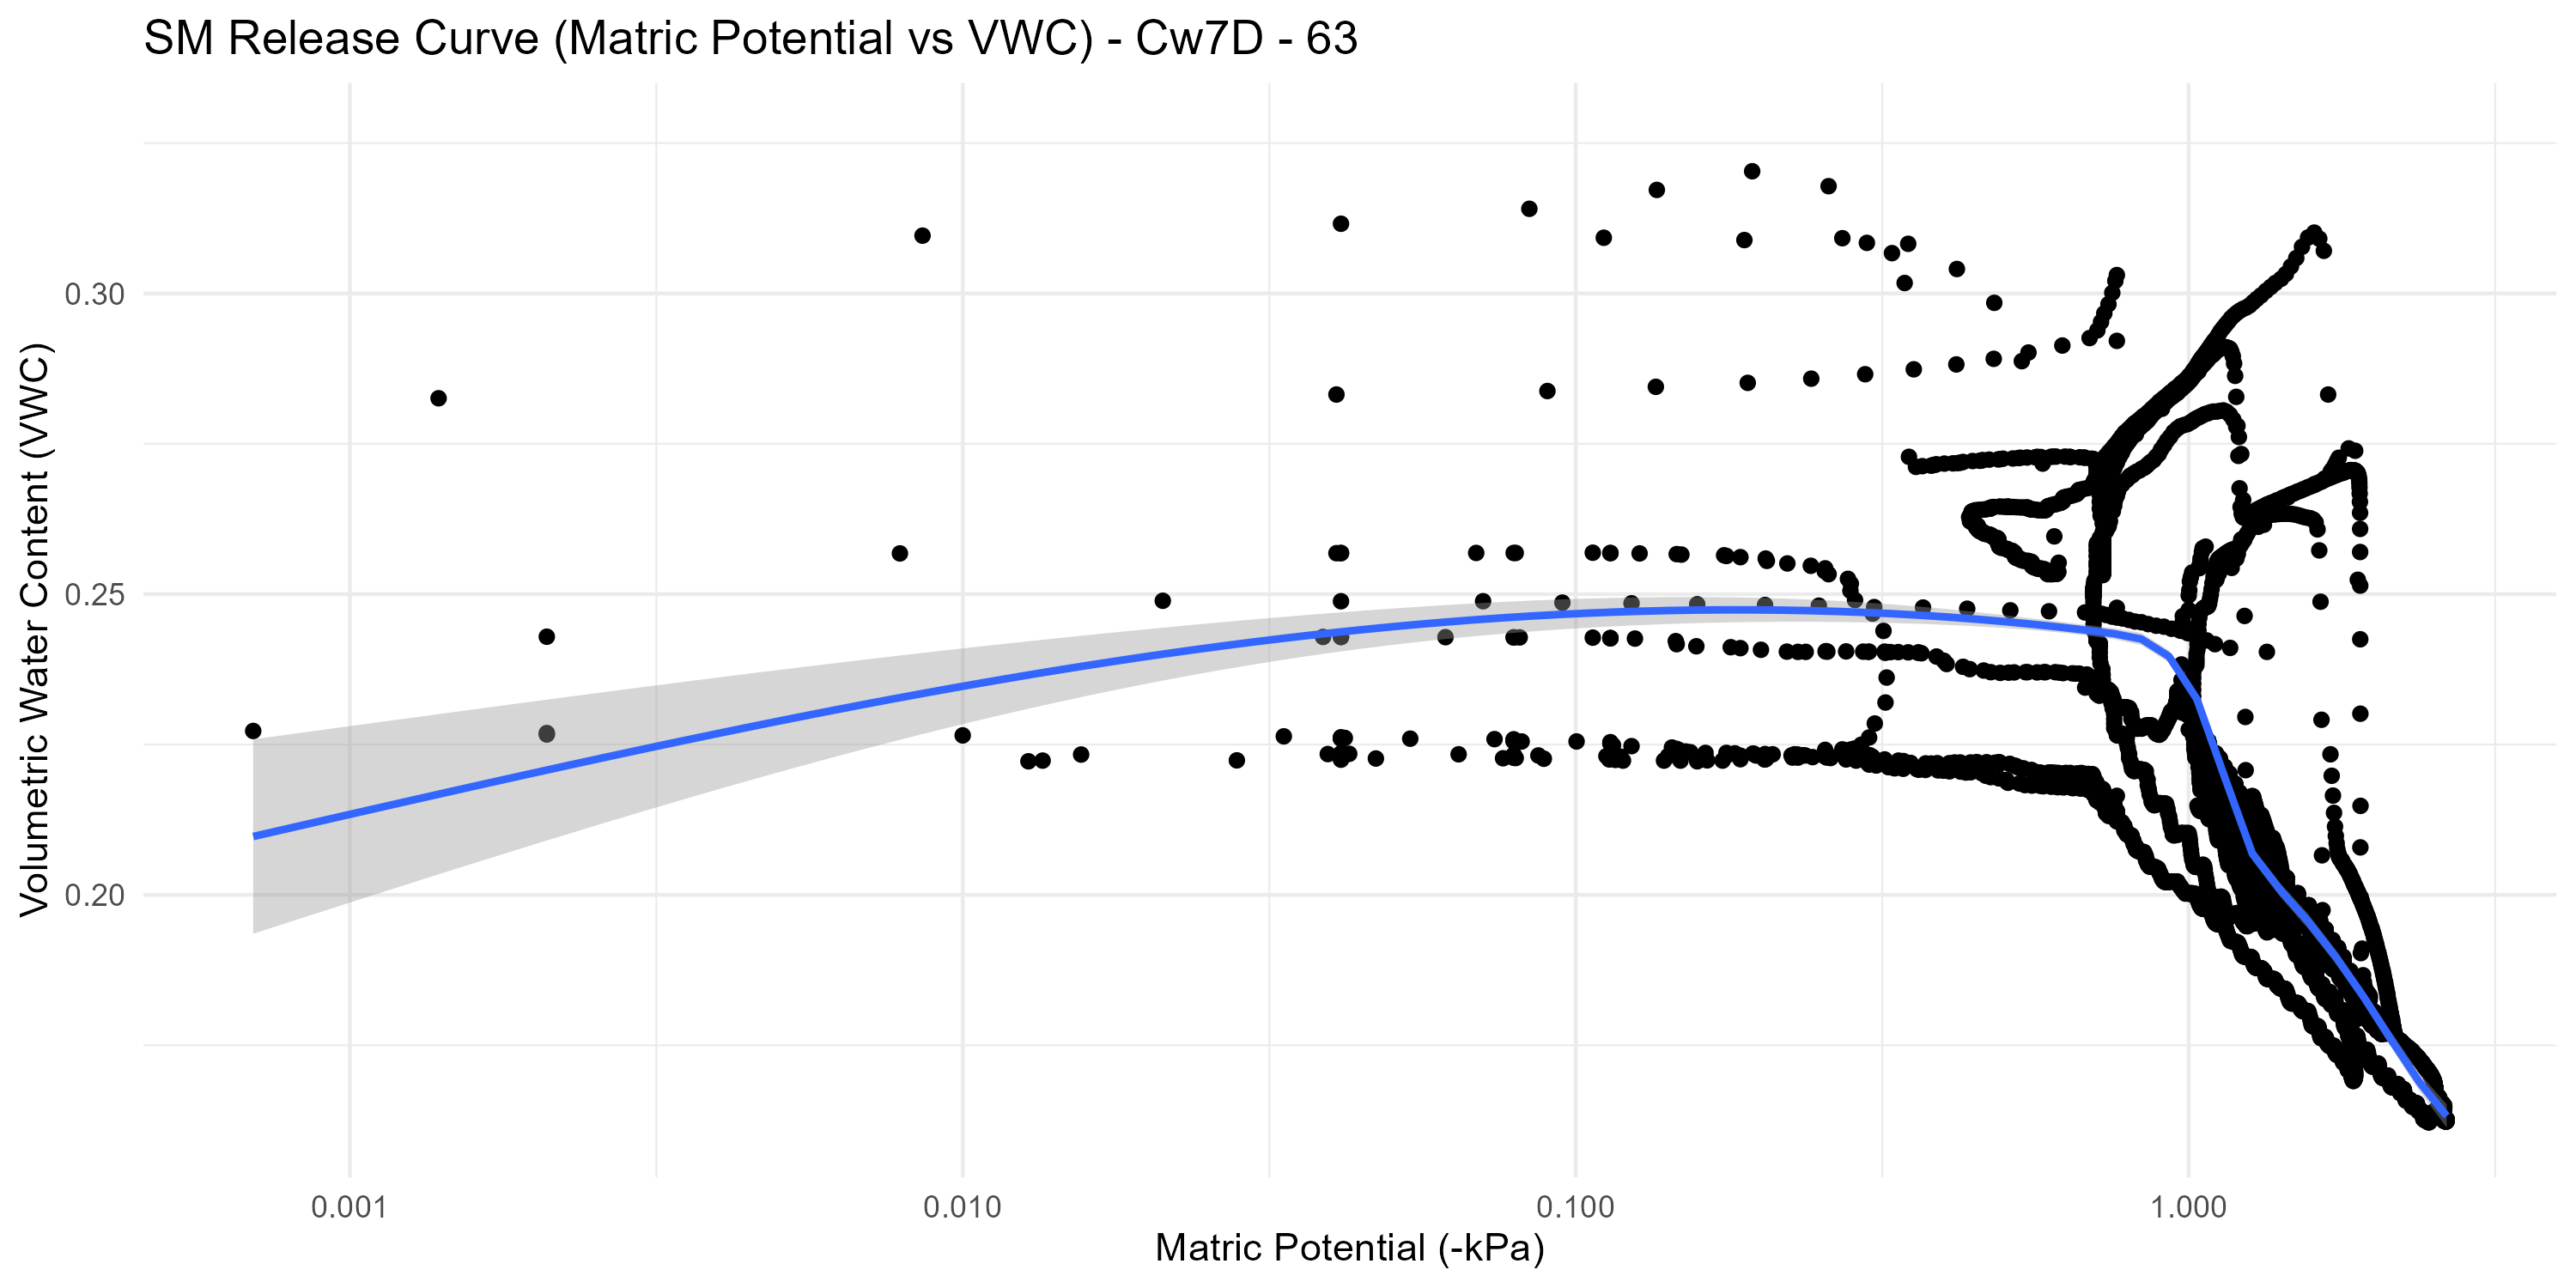 SM Release Curve (Matric Potential vs VWC) - Cw7D - 63
Volumetric Water Content (VWC)
0.30
0.25
0.20
0.001
0.010
0.100
1.000
Matric Potential (-kPa)